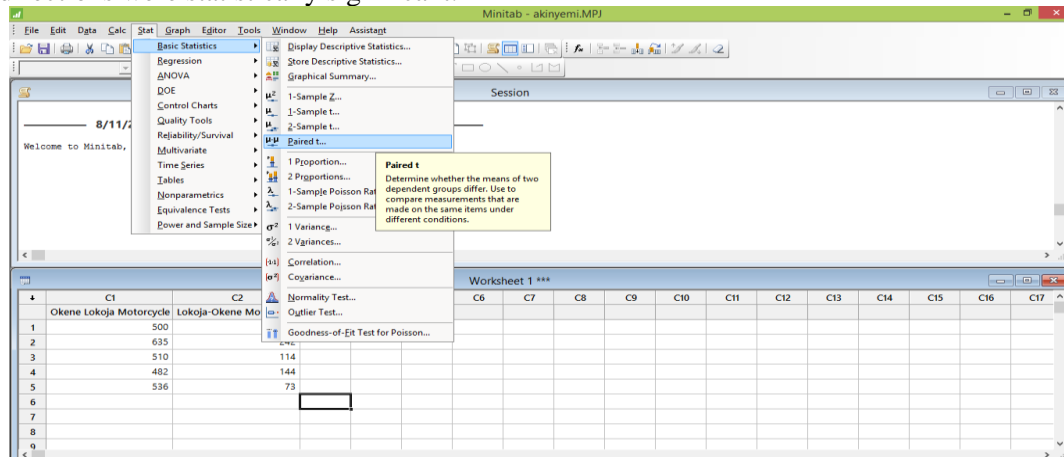 Minitab - akinyemi.MPJ
File Edit Data Calc Stat Graph Editor Tools Window Help Assistant
Basic Statistics
Regression
ANOVA
DOE
Control Charts
Quality Tools
Reliability/Survival
Multivariate
Time Series
Tables
Nonparametrics
Equivalence Tests
Power and Sample Size
Display Descriptive Statistics...
Store Descriptive Statistics...
Graphical Summary...
1-Sample Z...
1-Sample t...
2-Sample t...
Paired t...
1 Proportion...
2 Proportions...
1-Sample Poisson Rat
2-Sample Poisson Rat
1 Variance...
2 Variances...
Correlation...
Covariance...
Normality Test...
Outlier Test...
Goodness-of-Fit Test for Poisson...
Paired t
Determine whether the means of two
dependent groups differ. Use to
compare measurements that are
made on the same items under
different conditions.
Session
8/11/2
Welcome to Minitab,
Worksheet 1 ***
C1 C2 C6 C7 C8 C9 C10 C11 C12 C13 C14 C15 C16 C17
Okene Lokoja Motorcycle Lokoja-Okene Mo
1 500
2 635 242
3 510 114
4 482 144
5 536 73
6
7
8
9